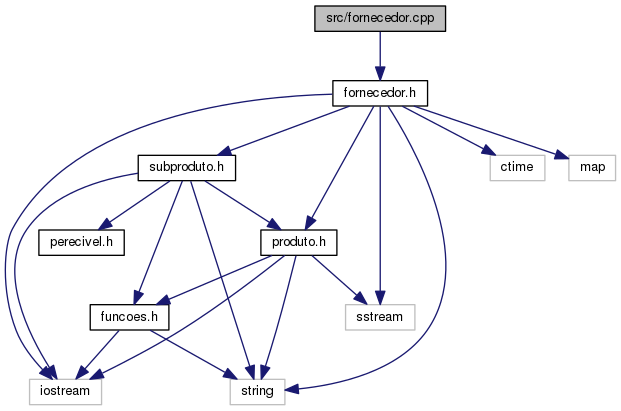 src/fornecedor.cpp
fornecedor.h
subproduto.h
ctime
map
perecivel.h
produto.h
funcoes.h
sstream
iostream
string